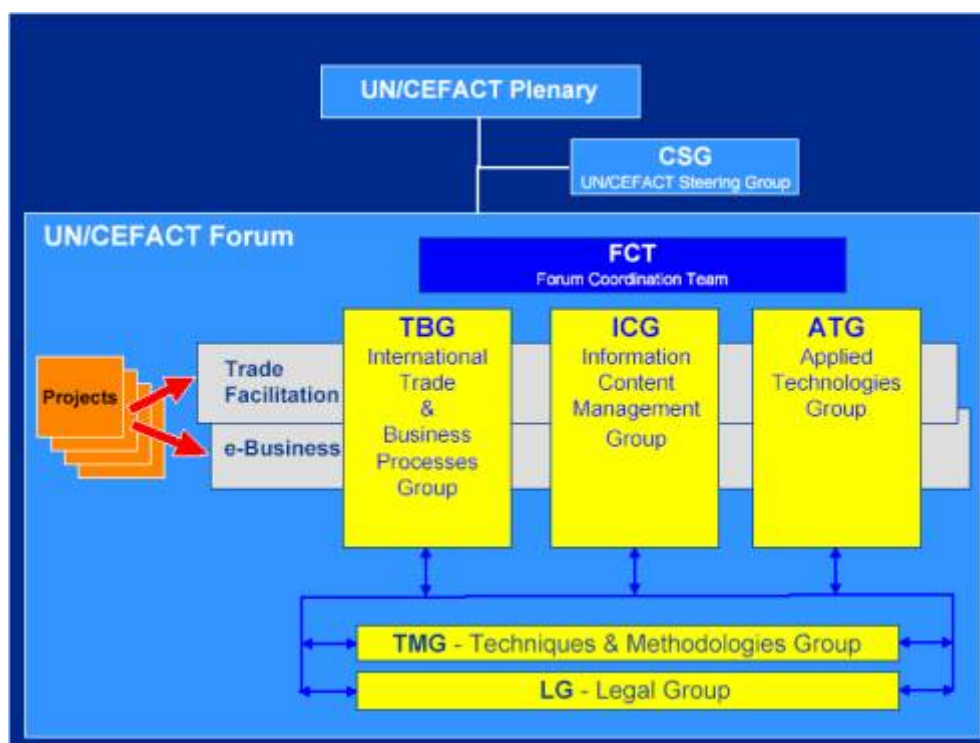 UN/CEFACT Plenary
CSG
UN/CEFACT Steering Group
UN/CEFACT Forum
FCT
Forum Coordination Team
Projects
Trade
Facilitation
e-Business
TBG
International
Trade
&
Business
Processes
Group
ICG
Information
Content
Management
Group
ATG
Applied
Technologies
Group
TMG - Techniques & Methodologies Group
LG - Legal Group